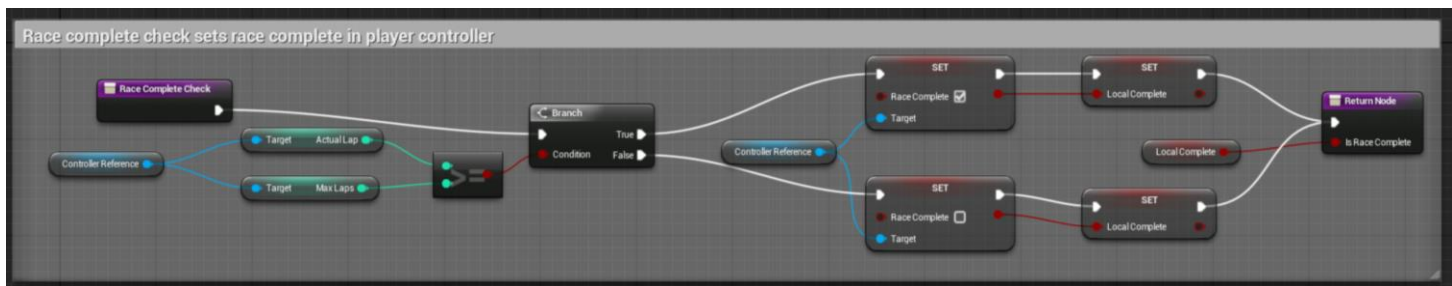 Race complete check sets race complete in player controller
Race Complete Check
Controller Reference
Target Actual Lap
Target Max Laps
>=
Branch
True
Condition False
Controller Reference
SET
Race Complete
Target
SET
Race Complete
Target
SET
Local Complete
SET
Local Complete
Local Complete
Return Node
Is Race Complete